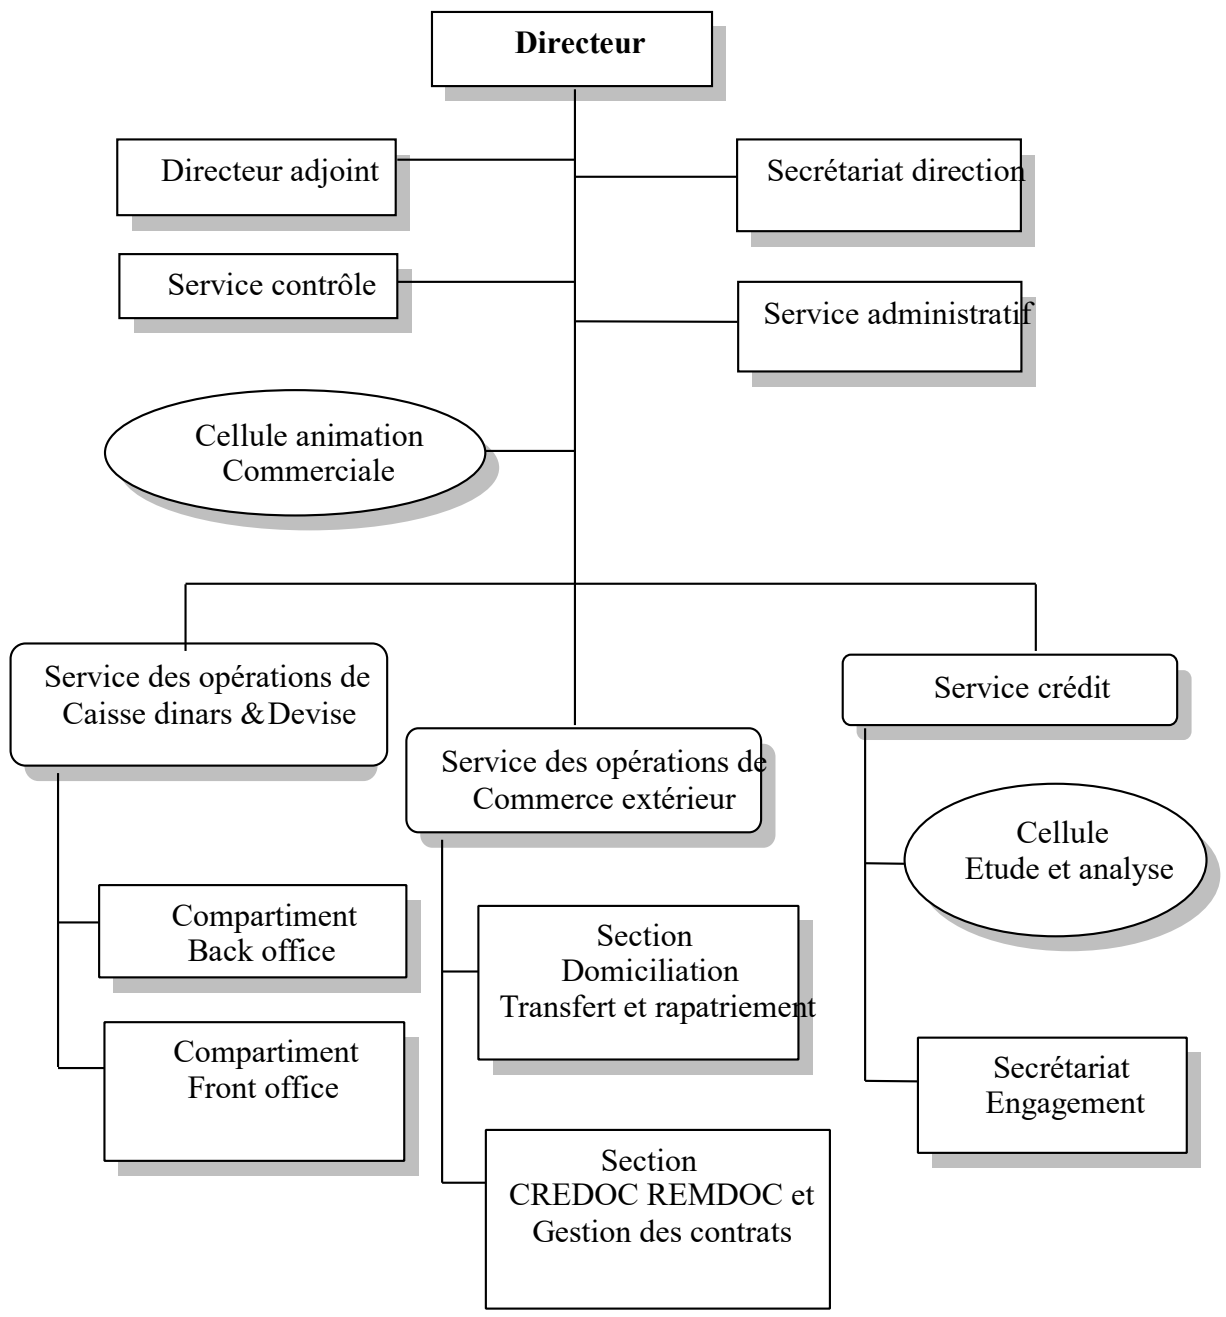 Directeur
Directeur adjoint
Secrétariat direction
Service contrôle
Service administratif
Cellule animation
Commerciale
Service des opérations de
Caisse dinars &Devise
Service des opérations de
Commerce extérieur
Service crédit
Cellule
Etude et analyse
Compartiment
Back office
Section
Domiciliation
Transfert et rapatriement
Compartiment
Front office
Secrétariat
Engagement
Section
CREDOC REMDOC et
Gestion des contrats